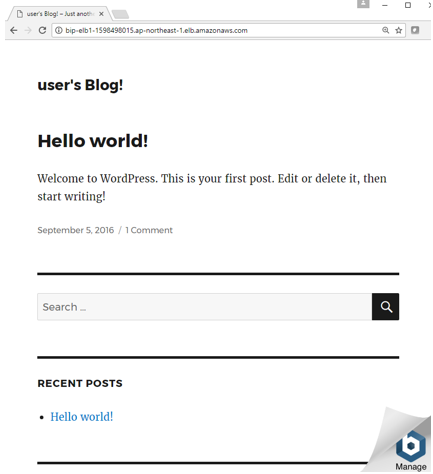 user's Blog! – Just anothe
bip-elb1-1598498015.ap-northeast-1.elb.amazonaws.com
user's Blog!
Hello world!
Welcome to WordPress. This is your first post. Edit or delete it, then
start writing!
September 5, 2016 / 1 Comment
Search …
RECENT POSTS
Hello world!
Manage